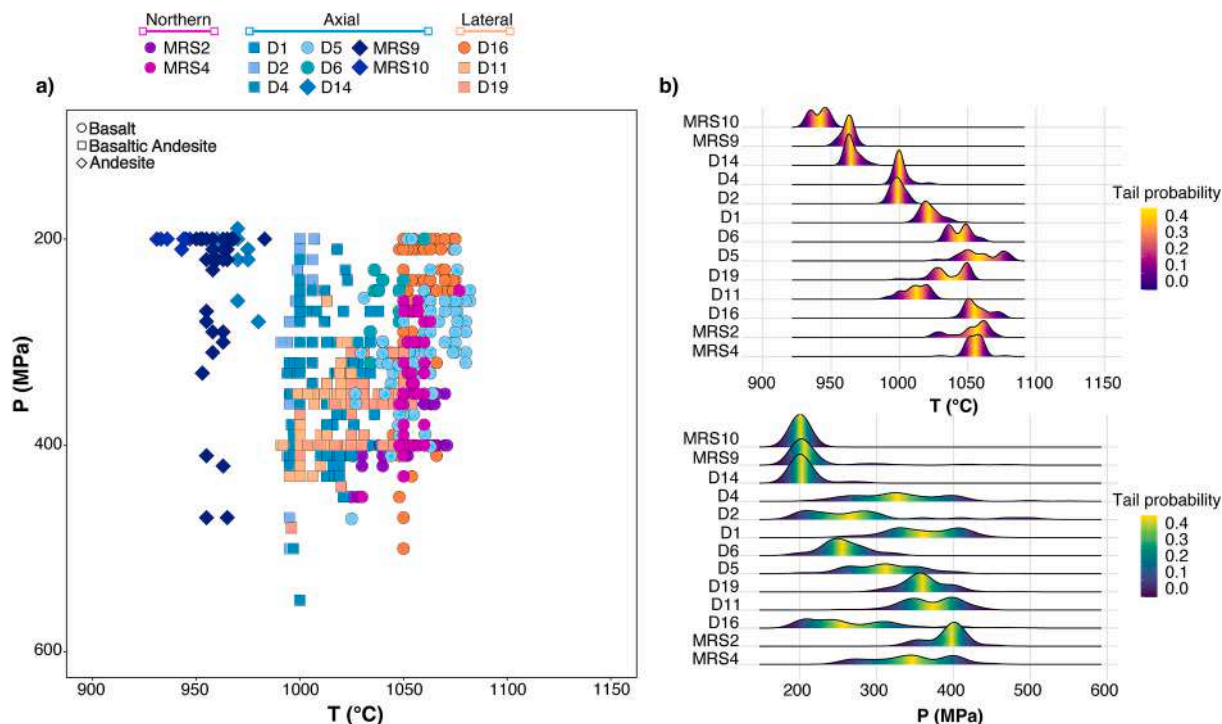 Northern Axial Lateral
MRS2 D1 D5 MRS9 D16
MRS4 D2 D6 MRS10 D11
D4 D14 D19
a)
Basalt
Basaltic Andesite
Andesite
P (MPa)
200
400
600
900 950 1000 1050 1100 1150
T (°C)
b)
MRS10
MRS9
D14
D4
D2
D1
D6
D5
D19
D11
D16
MRS2
MRS4
900 950 1000 1050 1100 1150
T (°C)
Tail probability
0.4
0.3
0.2
0.1
0.0
MRS10
MRS9
D14
D4
D2
D1
D6
D5
D19
D11
D16
MRS2
MRS4
200 300 400 500 600
P (MPa)
Tail probability
0.4
0.3
0.2
0.1
0.0